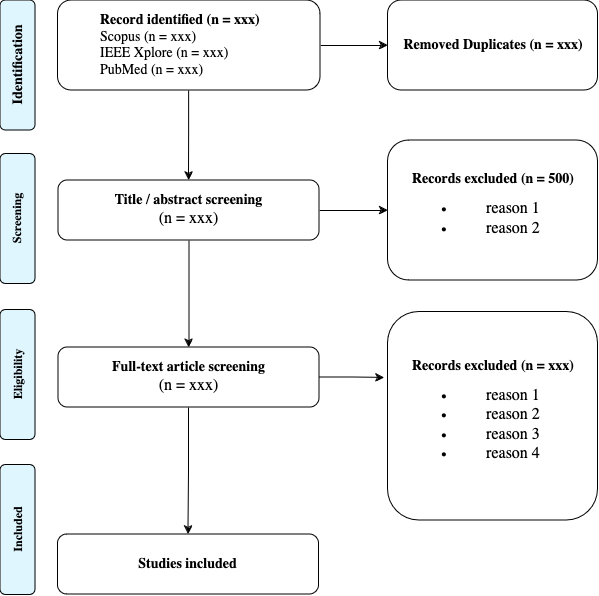 Identification
Record identified (n = xxx)
Scopus (n = xxx)
IEEE Xplore (n = xxx)
PubMed (n = xxx)
Removed Duplicates (n = xxx)
Screening
Title / abstract screening
(n = xxx)
Records excluded (n = 500)
• reason 1
• reason 2
Eligibility
Full-text article screening
(n = xxx)
Records excluded (n = xxx)
• reason 1
• reason 2
• reason 3
• reason 4
Included
Studies included